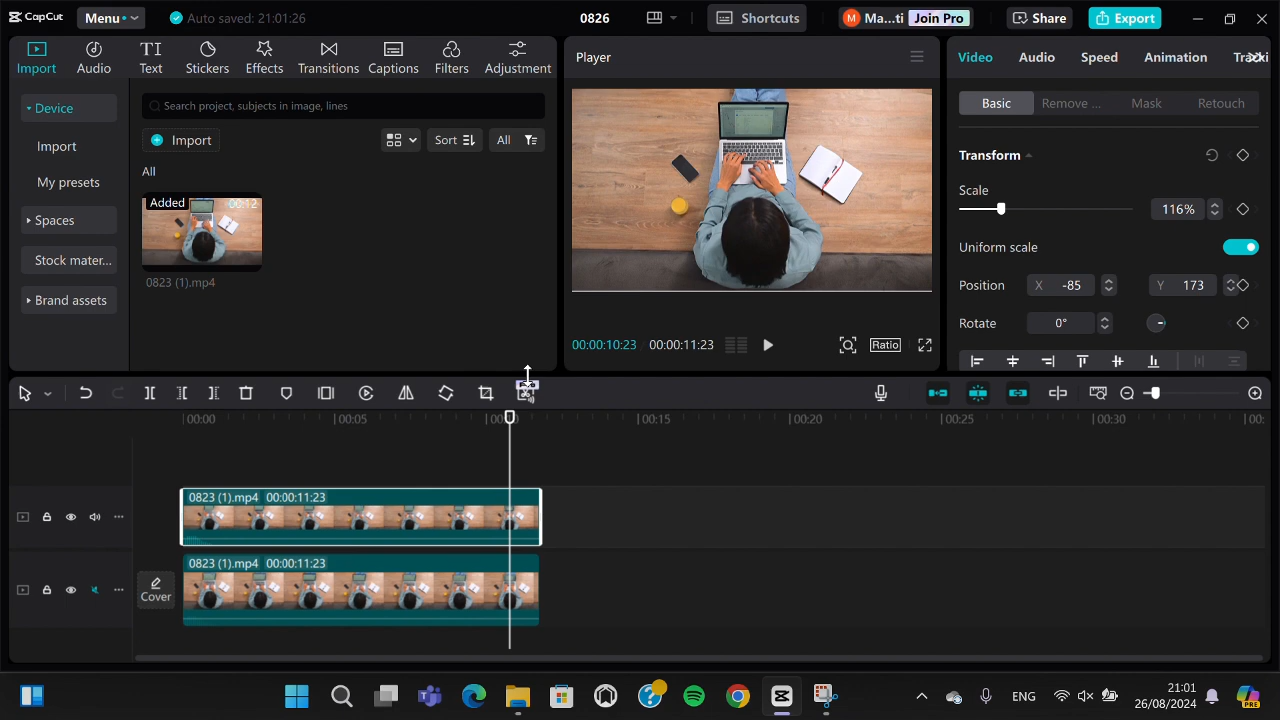 CapCut Menu Auto saved: 21:01:26 0826 Shortcuts M Ma...ti Join Pro Share Export
Import Audio Text Stickers Effects Transitions Captions Filters Adjustment
Device
Import
My presets
Spaces
Stock mater...
Brand assets
Search project, subjects in image, lines
Import Sort All
All
Added 00:12
0823 (1).mp4
Player
00:00:10:23 00:00:11:23 Ratio
Video Audio Speed Animation Tracki
Basic Remove ... Mask Retouch
Transform
Scale
116%
Uniform scale
Position X -85 Y 173
Rotate 0°
00:00 00:05 00:15 00:20 00:25 00:30
0823 (1).mp4 00:00:11:23
0823 (1).mp4 00:00:11:23
Cover
ENG 21:01
26/08/2024
PRE